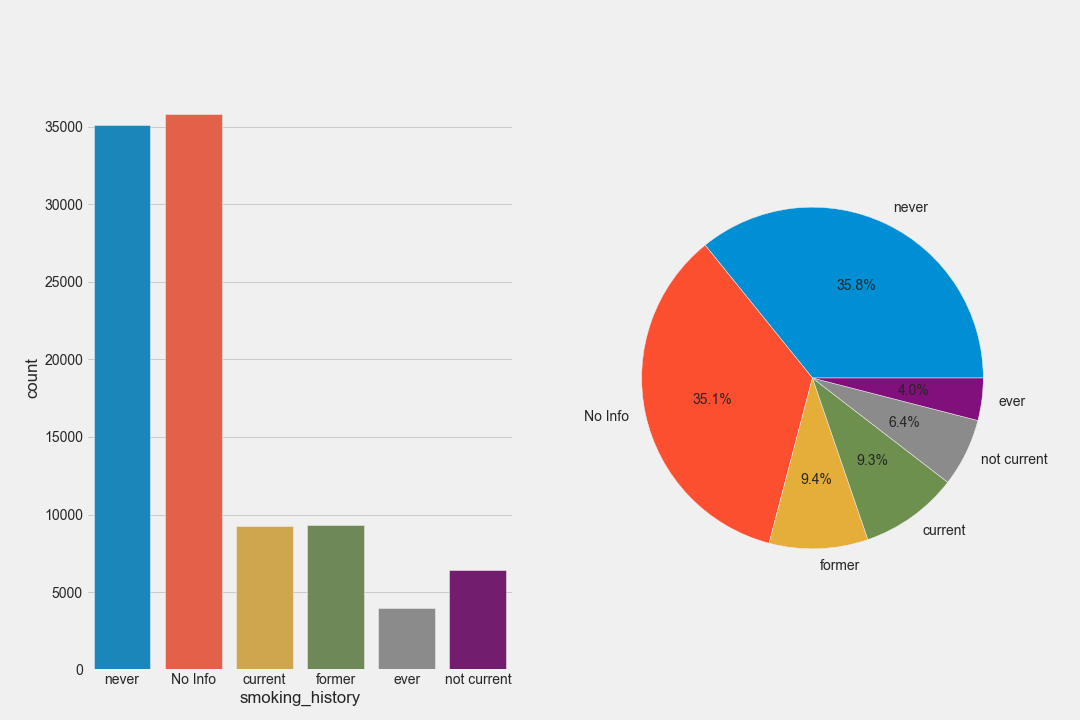 35000
30000
25000
20000
15000
10000
5000
0
count
never No Info current former ever not current
smoking_history
never
35.8%
No Info
35.1%
former
9.4%
current
9.3%
not current
6.4%
ever
4.0%